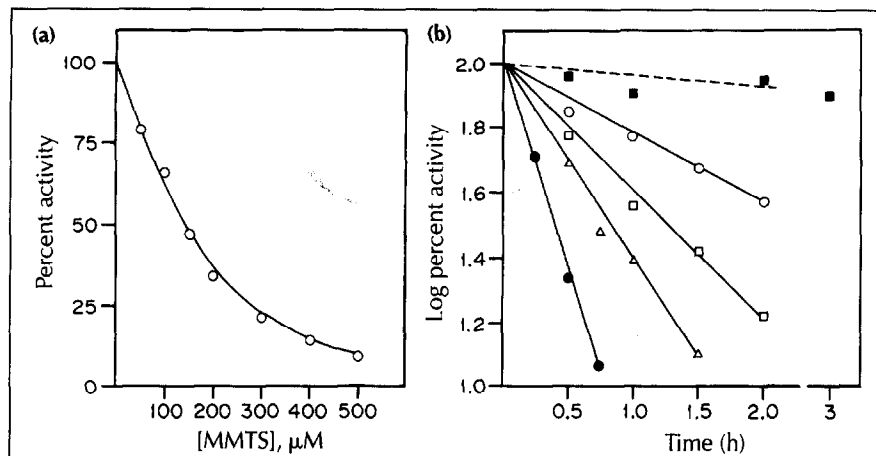 (a)
Percent activity
100
75
50
25
0
100 200 300 400 500
[MMTS], μM
(b)
Log percent activity
2.0
1.8
1.6
1.4
1.2
1.0
0.5 1.0 1.5 2.0 3
Time (h)